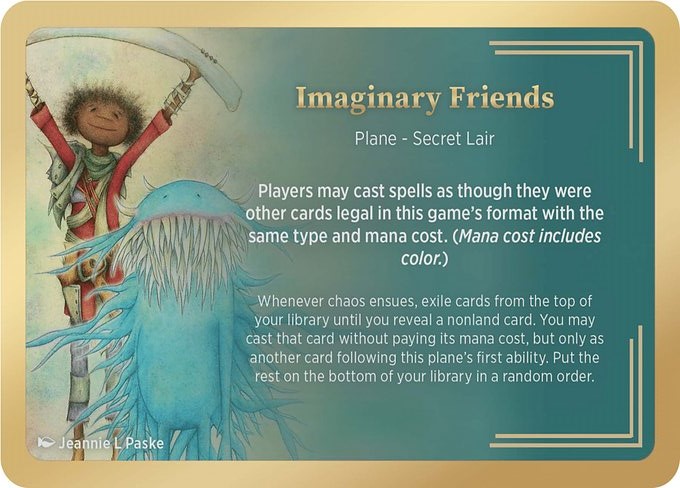 Imaginary Friends
Plane - Secret Lair
Players may cast spells as though they were
other cards legal in this game's format with the
same type and mana cost. (Mana cost includes
color.)
Whenever chaos ensues, exile cards from the top of
your library until you reveal a nonland card. You may
cast that card without paying its mana cost, but only as
another card following this plane's first ability. Put the
rest on the bottom of your library in a random order.
Jeannie L Paske